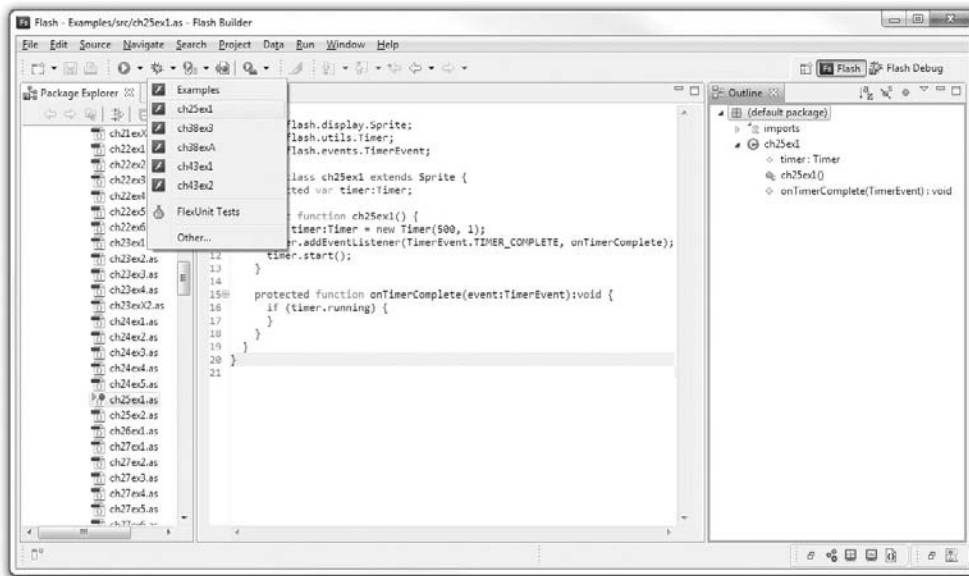 Flash - Examples/src/ch25ex1.as - Flash Builder
File Edit Source Navigate Search Project Data Run Window Help
Flash Flash Debug
Package Explorer
ch22ex1
ch22ex2
ch22ex3
ch22ex4
ch22ex5
ch22ex6
ch23ex1
ch23ex2.as
ch23ex3.as
ch23ex4.as
ch23exX2.as
ch24ex1.as
ch24ex2.as
ch24ex3.as
ch24ex4.as
ch24ex5.as
ch25ex1.as
ch25ex2.as
ch26ex1.as
ch27ex1.as
ch27ex2.as
ch27ex3.as
ch27ex4.as
ch27ex5.as
Examples
ch25ex1
ch38ex3
ch38exA
ch43ex1
ch43ex2
FlexUnit Tests
Other...
flash.display.Sprite;
flash.utils.Timer;
flash.events.TimerEvent;
class ch25ex1 extends Sprite {
var timer:Timer;
function ch25ex1() {
timer:Timer = new Timer(500, 1);
.addEventListener(TimerEvent.TIMER_COMPLETE, onTimerComplete);
12 timer.start();
13 }
14
15 protected function onTimerComplete(event:TimerEvent):void {
16 if (timer.running) {
17 }
18 }
19 }
20 }
21
Outline
(default package)
imports
ch25ex1
timer : Timer
ch25ex1()
onTimerComplete(TimerEvent) : void